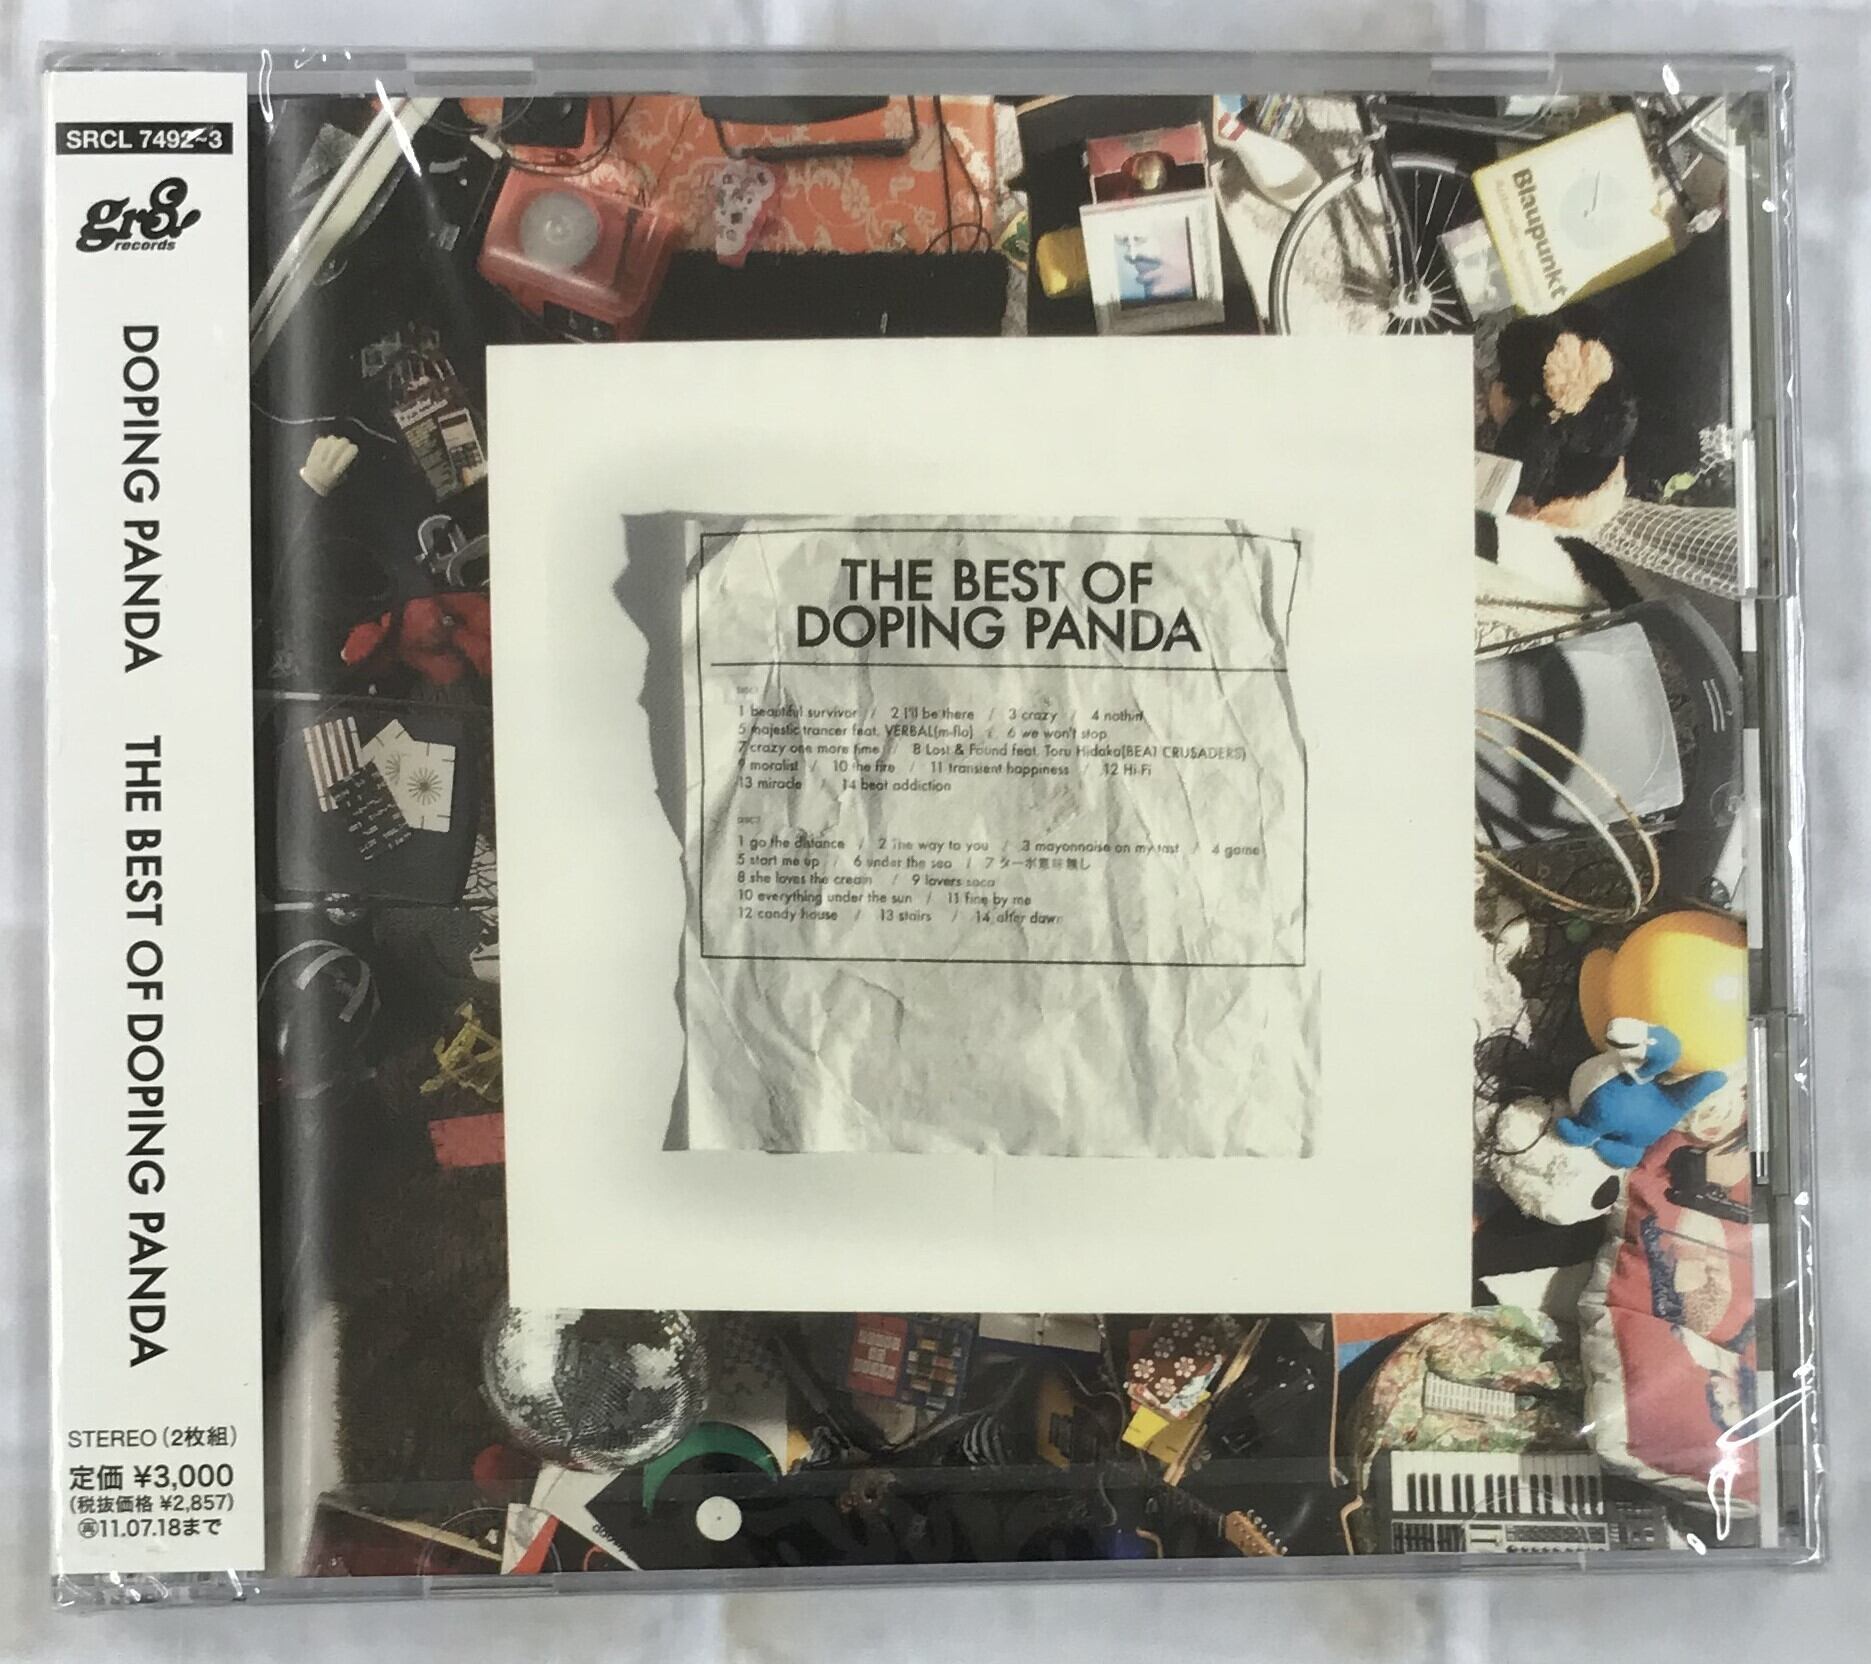 SRCL 7492~3
gr8!
records
DOPING PANDA THE BEST OF DOPING PANDA
STEREO (2枚組)
定価 ¥3,000
(税抜価格 ¥2,857)
㊢11.07.18まで
Blaupunkt
THE BEST OF
DOPING PANDA
DISC1
1 beautiful survivor / 2 I'll be there / 3 crazy / 4 nothin'
5 majestic trancer feat. VERBAL(m-flo) / 6 we won't stop
7 crazy one more time / 8 Lost & Found feat. Toru Hidaka(BEAT CRUSADERS)
9 moralist / 10 the fire / 11 transient happiness / 12 Hi-Fi
13 miracle / 14 beat addiction
DISC2
1 go the distance / 2 The way to you / 3 mayonnaise on my tast / 4 game
5 start me up / 6 under the sea / 7 ターボ意味無し
8 she loves the cream / 9 lovers soca
10 everything under the sun / 11 fine by me
12 candy house / 13 stairs / 14 after dawn